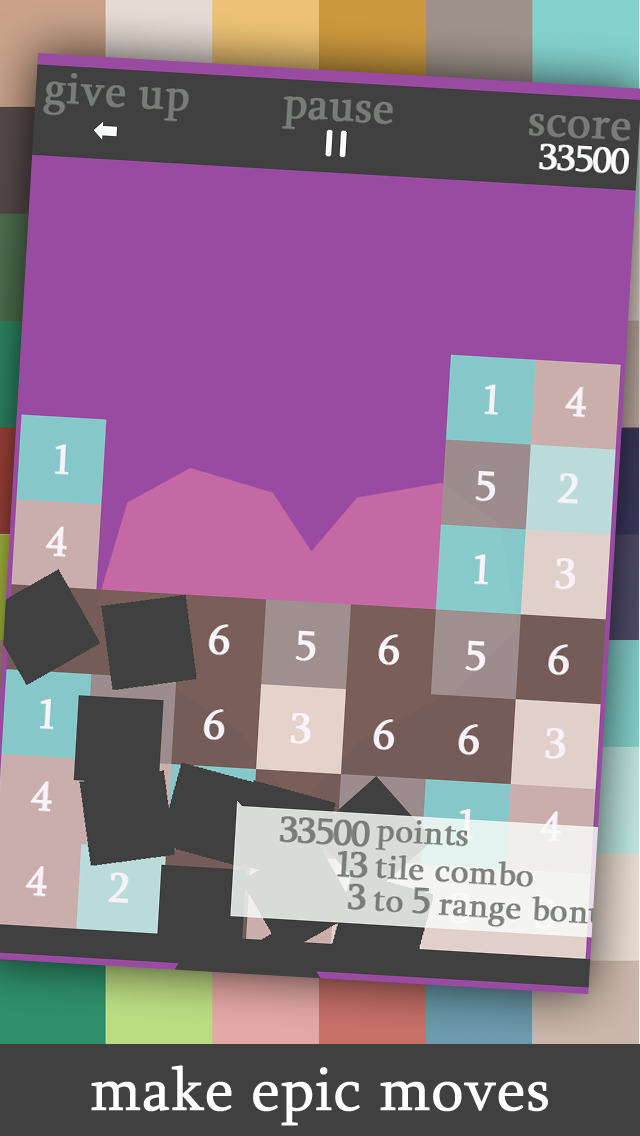 give up
pause
score
33500
1 4
1 5 2
4 1 3
6 5 6 5 6
1 6 3 6 6 3
4 1 4
33500 points
13 tile combo
4 2
3 to 5 range
make epic moves